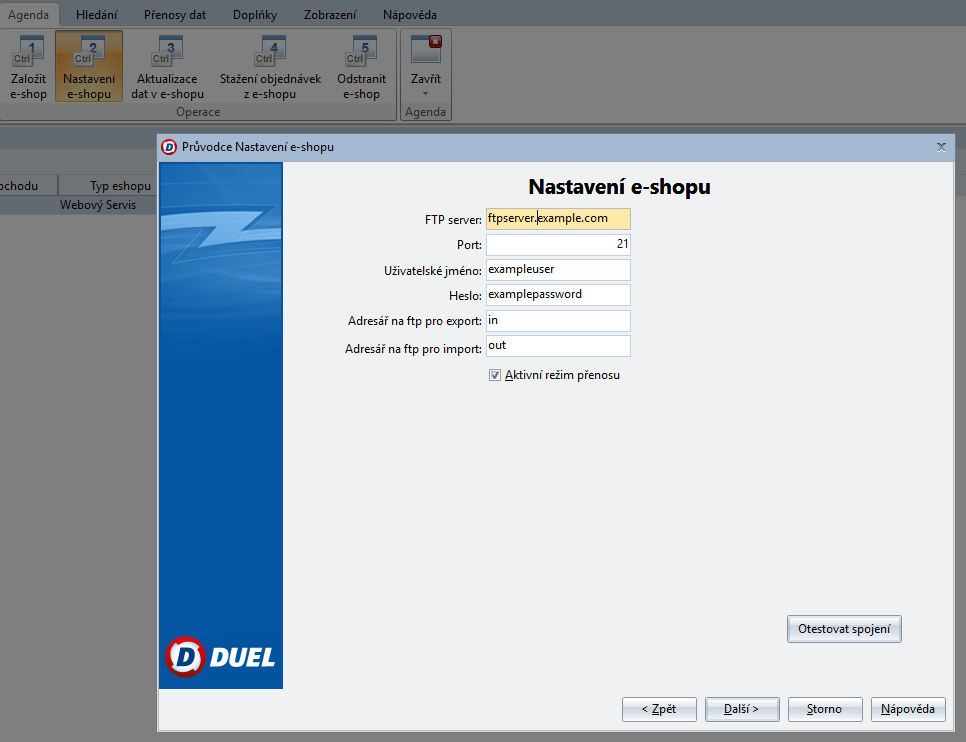 Agenda Hledání Přenosy dat Doplňky Zobrazení Nápověda
1 2 3 4 5
Ctrl Ctrl Ctrl Ctrl Ctrl
Založit Nastavení Aktualizace Stažení objednávek Odstranit Zavřít
e-shop e-shopu dat v e-shopu z e-shopu e-shop
Operace Agenda
Průvodce Nastavení e-shopu
Typ eshopu
Webový Servis
Nastavení e-shopu
FTP server: ftpserver.example.com
Port: 21
Uživatelské jméno: exampleuser
Heslo: examplepassword
Adresář na ftp pro export: in
Adresář na ftp pro import: out
Aktivní režim přenosu
Otestovat spojení
D DUEL
< Zpět Další > Storno Nápověda